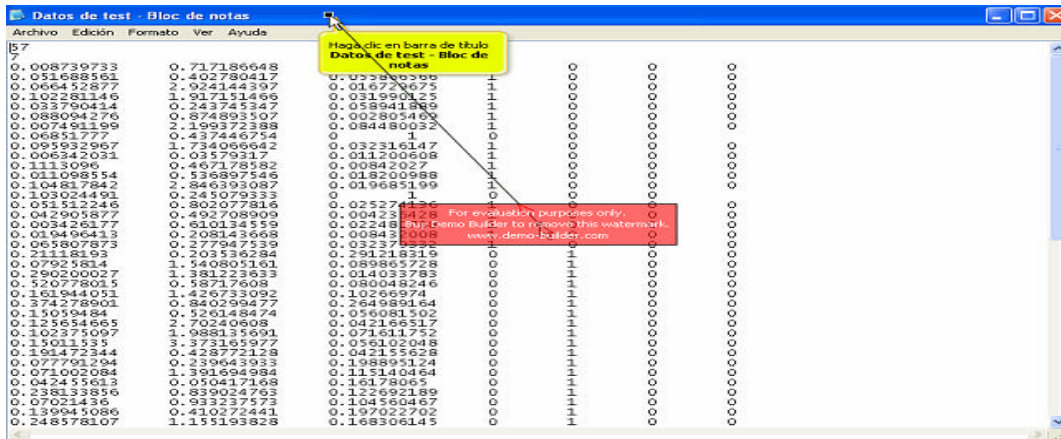 Datos de test - Bloc de notas
Archivo Edición Formato Ver Ayuda
57
7
Haga clic en barra de título
Datos de test - Bloc de
notas
0.008739733 0.717186648 0 0 0
0.051688561 0.402780417 0.055866566 1 0 0 0
0.066452877 2.924144397 0.016729675 1 0 0 0
0.102281146 1.917151466 0.031990125 1 0 0 0
0.033790414 0.243745347 0.058941889 1 0 0 0
0.088094276 0.874893507 0.002805469 1 0 0 0
0.007491199 2.199372388 0.084480032 1 0 0 0
0.06851777 0.437446754 0 1 0 0 0
0.095932967 1.734066642 0.032316147 1 0 0 0
0.006342031 0.03579317 0.011200608 1 0 0 0
0.1113096 0.467178582 0.00842027 1 0 0 0
0.011098554 0.536897546 0.018200988 1 0 0 0
0.104817842 2.846393087 0.019685199 1 0 0 0
0.103024491 0.245079333 0 1 0 0 0
0.051512246 0.802077816 0.025274136 1 0 0 0
0.042905877 0.492708909 0 0
0.003426177 0.610134559 0 0
0.019496413 0.208143668 0 0
0.065807873 0.277947539 0 0
For evaluation purposes only.
Buy Demo Builder to remove this watermark.
www.demo-builder.com
0.21118193 0.203536284 0.291218319 0 1 0 0
0.07925814 1.540805161 0.089865728 0 1 0 0
0.290200027 1.381223633 0.014033783 0 1 0 0
0.520778015 0.58717608 0.080048246 0 1 0 0
0.161944051 1.426733092 0.10266974 0 1 0 0
0.374278901 0.840299477 0.264989164 0 1 0 0
0.15059484 0.526148474 0.056081502 0 1 0 0
0.125654665 2.70240608 0.042166517 0 1 0 0
0.102375097 1.988135691 0.071611752 0 1 0 0
0.15011535 3.373165977 0.056102048 0 1 0 0
0.191472344 0.428772128 0.042155628 0 1 0 0
0.077791294 0.239643933 0.198895124 0 1 0 0
0.071002084 1.391694984 0.115140464 0 1 0 0
0.042455613 0.050417168 0.16178065 0 1 0 0
0.238133856 0.839024763 0.122692189 0 1 0 0
0.07021436 0.933237573 0.104560467 0 1 0 0
0.139945086 0.410272441 0.197022702 0 1 0 0
0.248578107 1.155193828 0.168306145 0 1 0 0